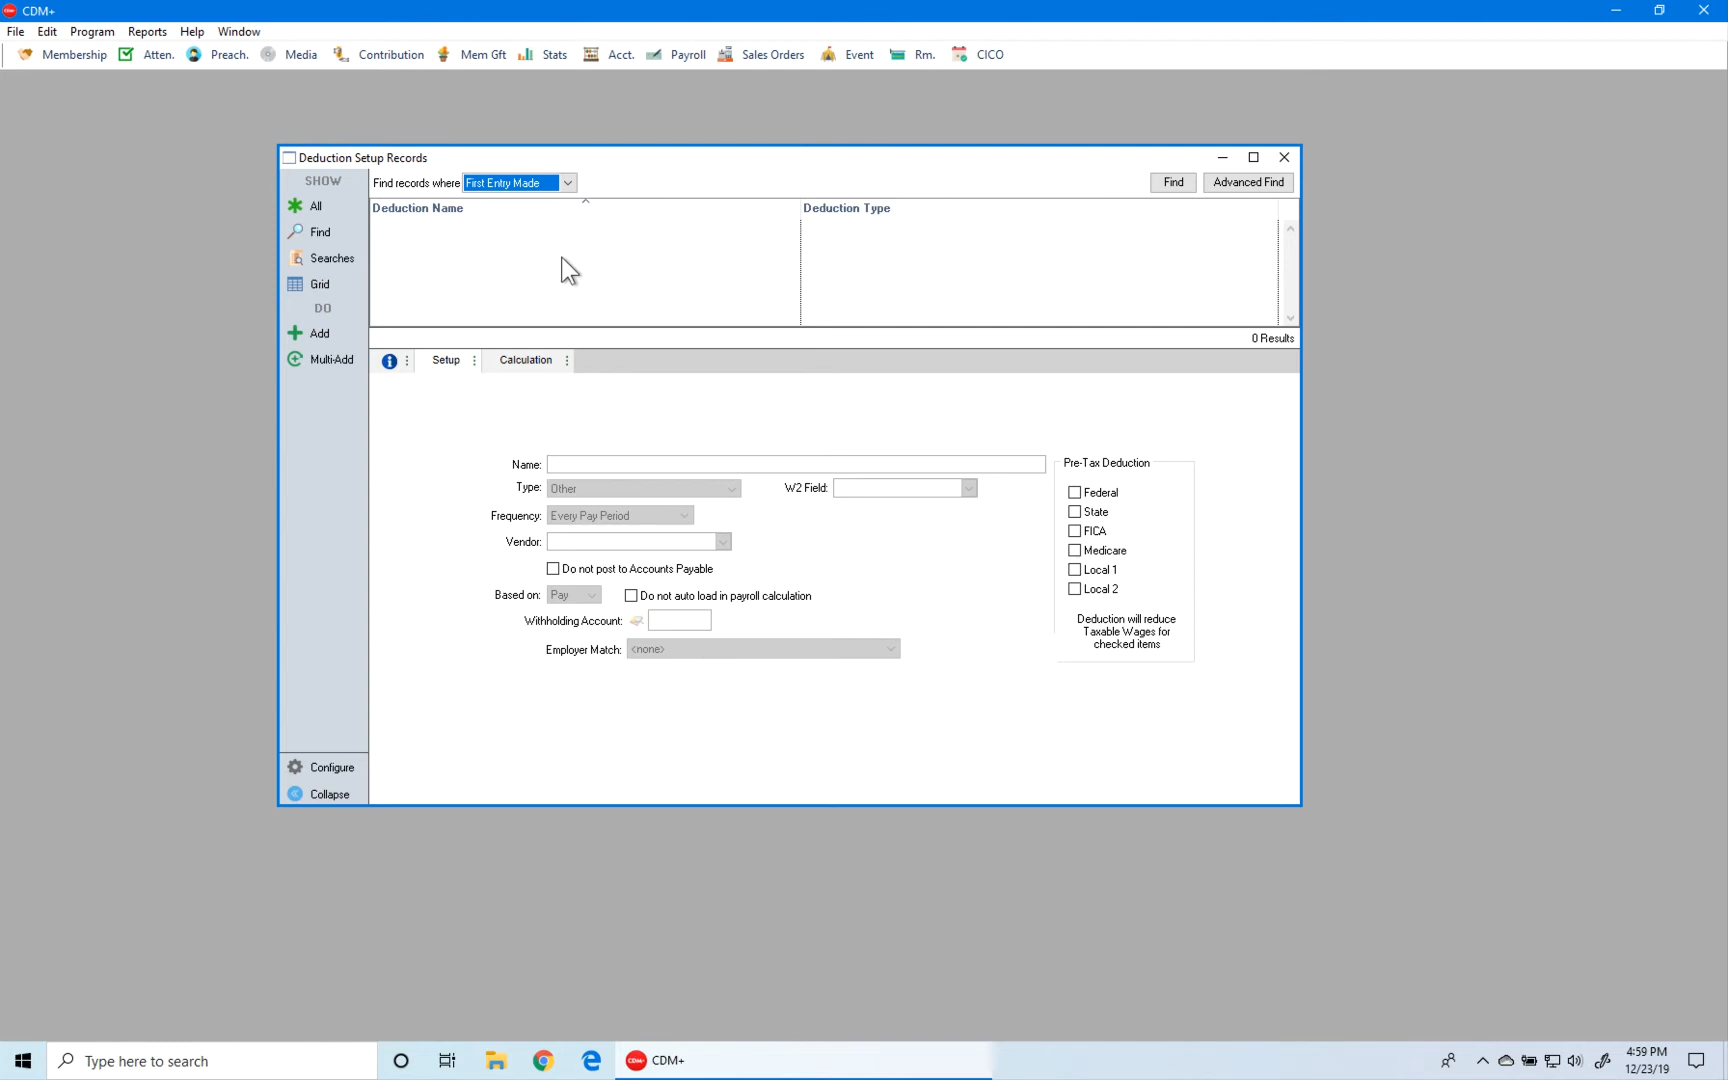 CDM+
File Edit Program Reports Help Window
Membership Atten. Preach. Media Contribution Mem Gft Stats Acct. Payroll Sales Orders Event Rm. CICO
Deduction Setup Records
SHOW
Find records where First Entry Made Find Advanced Find
All
Deduction Name Deduction Type
Find
Searches
Grid
DO
Add
0 Results
Multi-Add
Setup Calculation
Name:
Pre-Tax Deduction
Type: Other W2 Field:
Federal
State
Frequency: Every Pay Period
FICA
Vendor:
Medicare
Do not post to Accounts Payable
Local 1
Local 2
Based on: Pay Do not auto load in payroll calculation
Withholding Account:
Deduction will reduce
Taxable Wages for
checked items
Employer Match: <none>
Configure
Collapse
Type here to search
CDM+ CDM+
4:59 PM
12/23/19